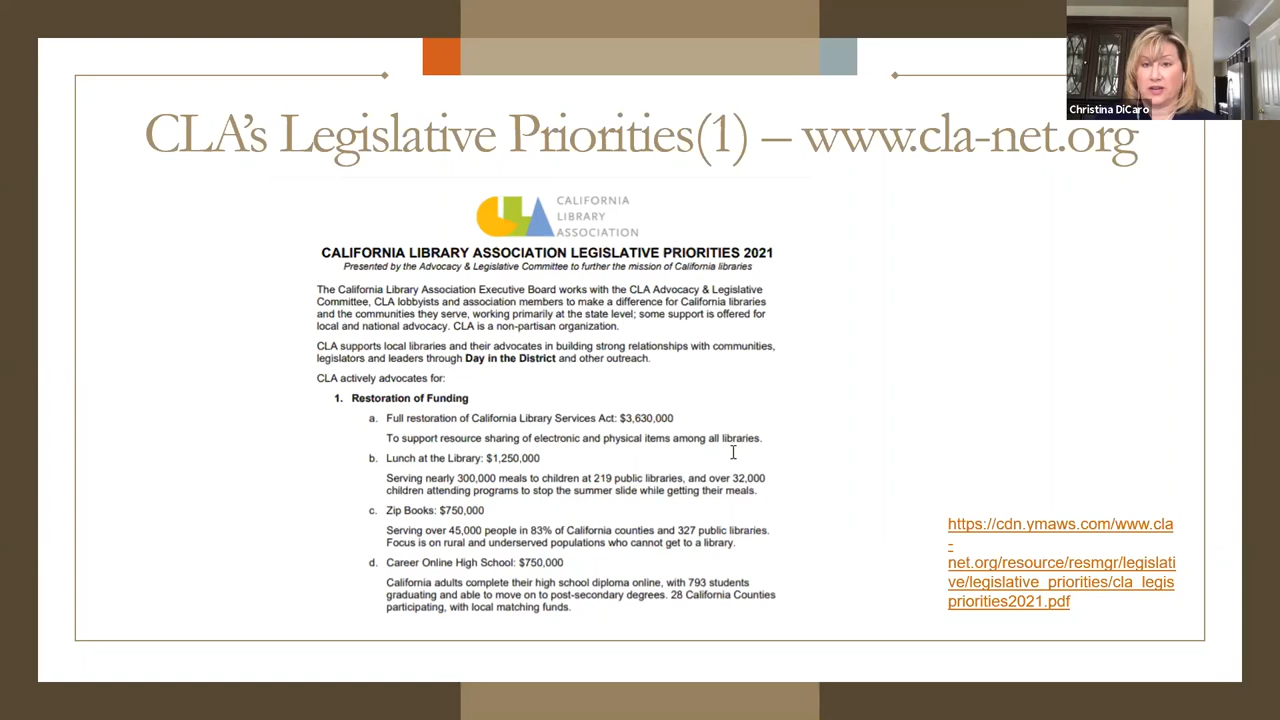 Christina DiCaro
CLA's Legislative Priorities(1) – www.cla-net.org
CLA
CALIFORNIA
LIBRARY
ASSOCIATION
CALIFORNIA LIBRARY ASSOCIATION LEGISLATIVE PRIORITIES 2021
Presented by the Advocacy & Legislative Committee to further the mission of California libraries
The California Library Association Executive Board works with the CLA Advocacy & Legislative
Committee, CLA lobbyists and association members to make a difference for California libraries
and the communities they serve, working primarily at the state level; some support is offered for
local and national advocacy. CLA is a non-partisan organization.
CLA supports local libraries and their advocates in building strong relationships with communities,
legislators and leaders through Day in the District and other outreach.
CLA actively advocates for:
1. Restoration of Funding
a. Full restoration of California Library Services Act: $3,630,000
To support resource sharing of electronic and physical items among all libraries.
b. Lunch at the Library: $1,250,000
Serving nearly 300,000 meals to children at 219 public libraries, and over 32,000
children attending programs to stop the summer slide while getting their meals.
c. Zip Books: $750,000
Serving over 45,000 people in 83% of California counties and 327 public libraries.
Focus is on rural and underserved populations who cannot get to a library.
d. Career Online High School: $750,000
California adults complete their high school diploma online, with 793 students
graduating and able to move on to post-secondary degrees. 28 California Counties
participating, with local matching funds.
https://cdn.ymaws.com/www.cla
-
net.org/resource/resmgr/legislati
ve/legislative_priorities/cla_legis
priorities2021.pdf